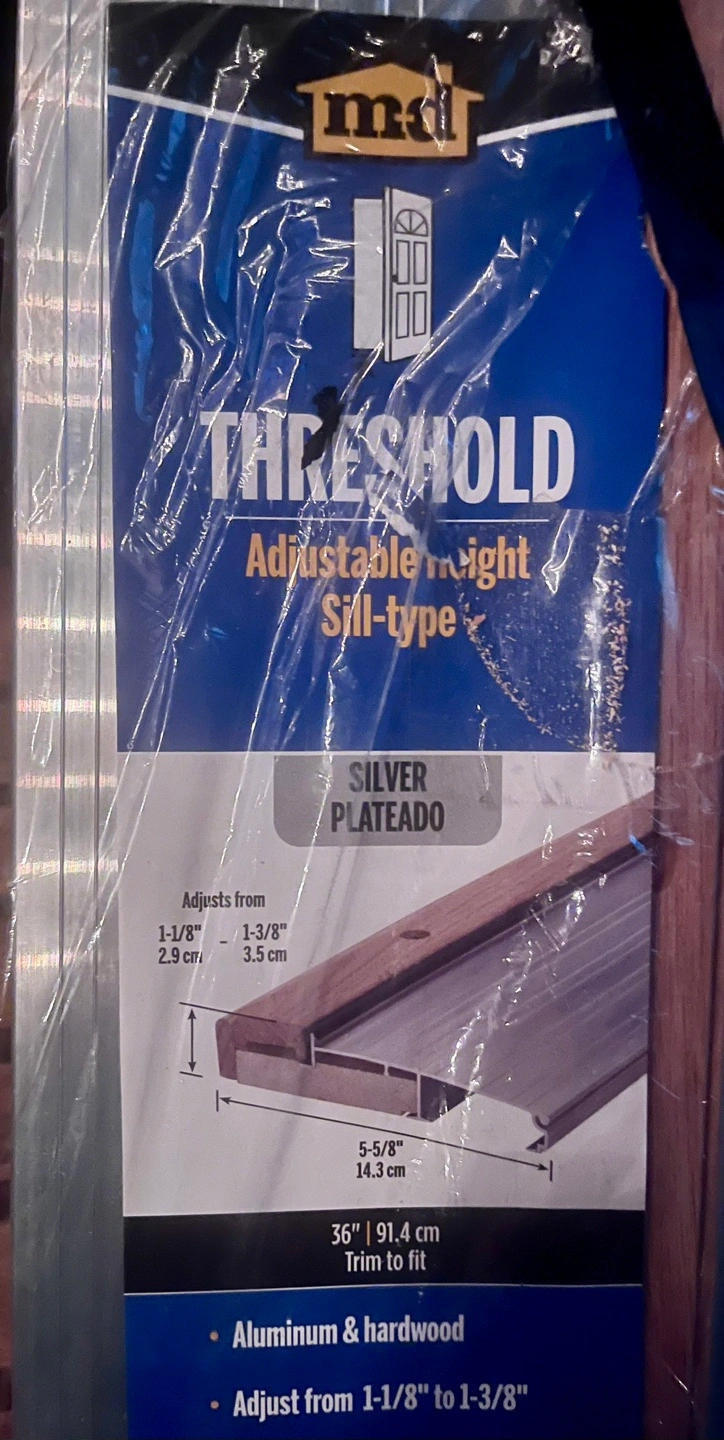 m-d
THRESHOLD
Adjustable height
Sill-type
SILVER
PLATEADO
Adjusts from
1-1/8" – 1-3/8"
2.9 cm 3.5 cm
5-5/8"
14.3 cm
36" | 91.4 cm
Trim to fit
• Aluminum & hardwood
• Adjust from 1-1/8" to 1-3/8"